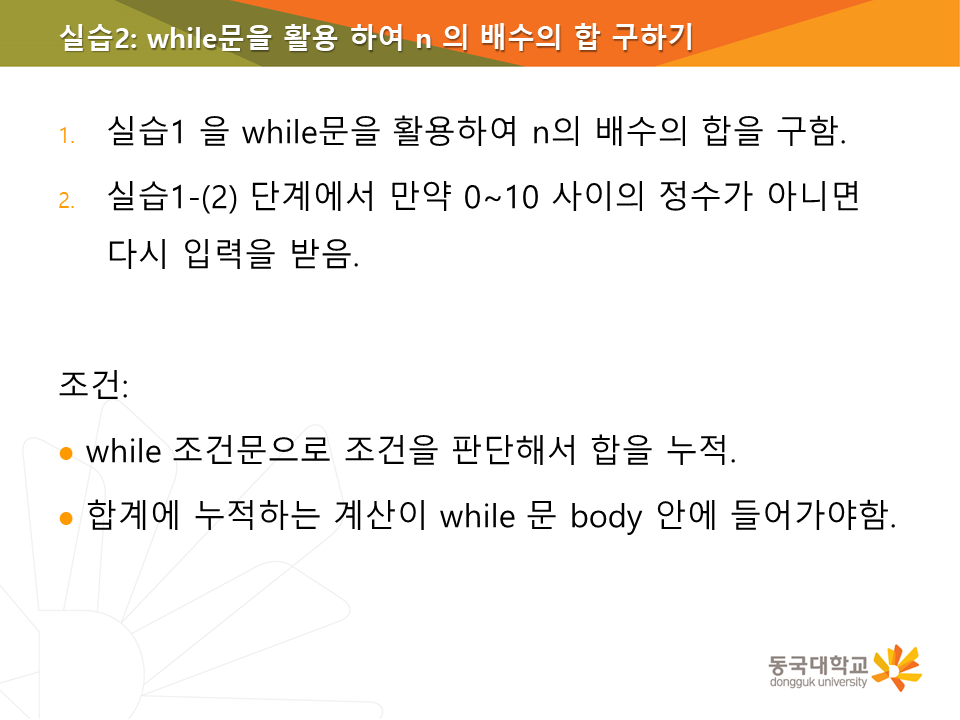 실습2: while문을 활용 하여 n 의 배수의 합 구하기
1. 실습1 을 while문을 활용하여 n의 배수의 합을 구함.
2. 실습1-(2) 단계에서 만약 0~10 사이의 정수가 아니면
다시 입력을 받음.
조건:
● while 조건문으로 조건을 판단해서 합을 누적.
● 합계에 누적하는 계산이 while 문 body 안에 들어가야함.
동국대학교
dongguk university